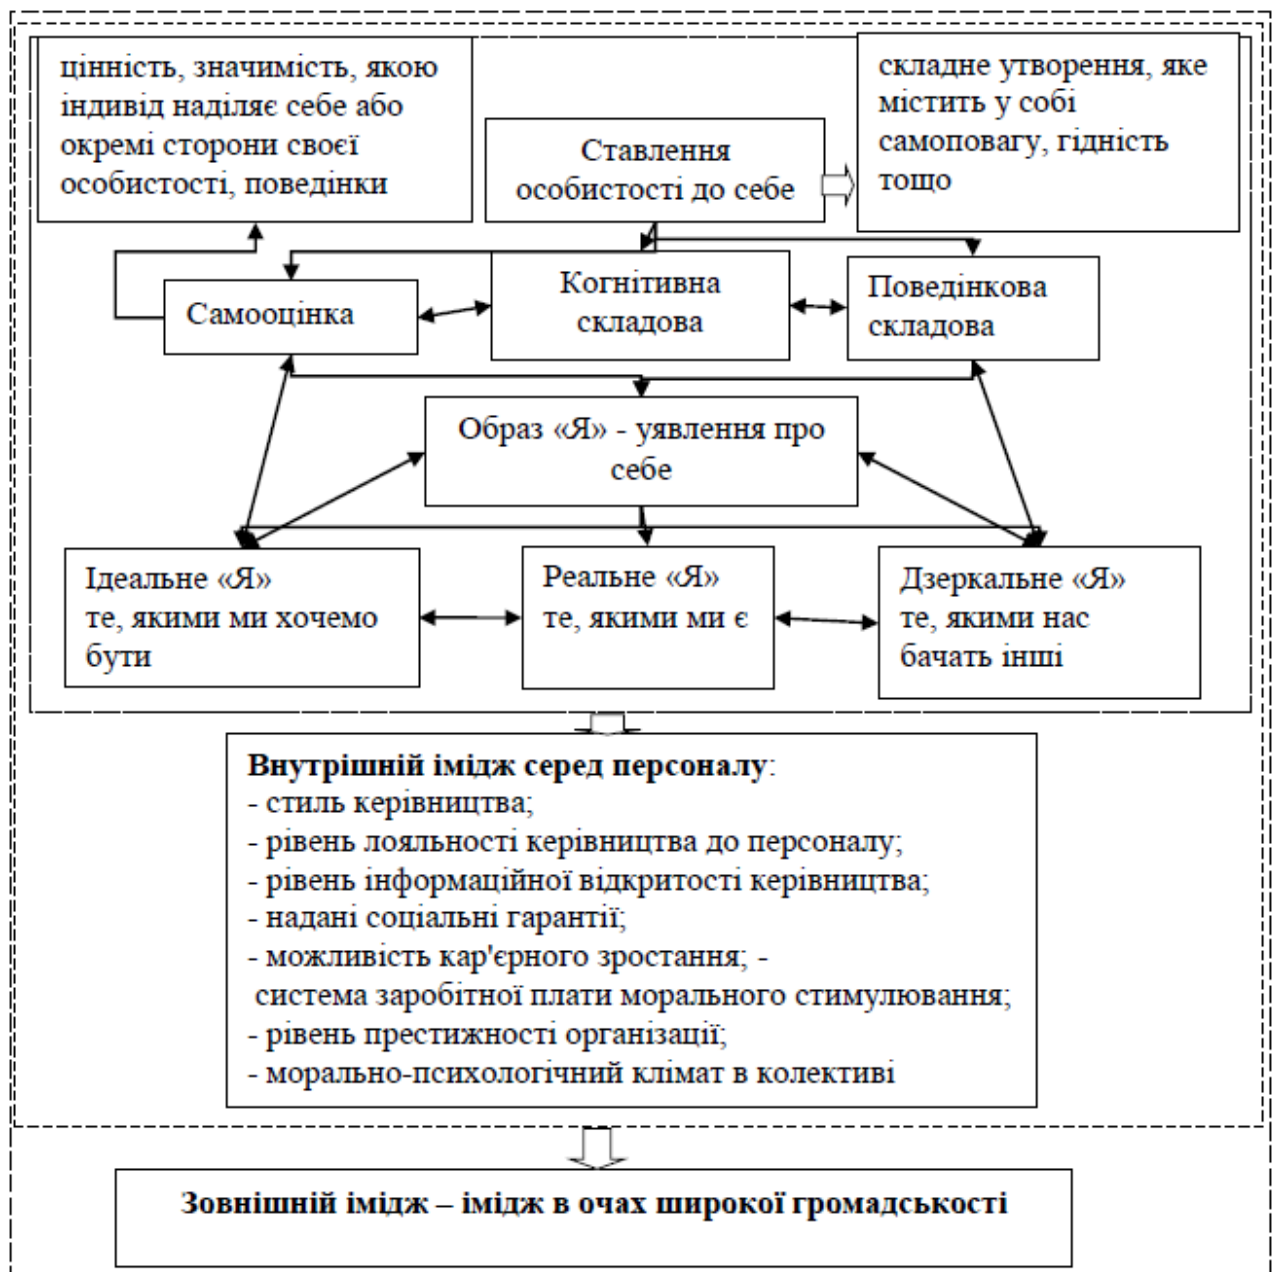 цінність, значимість, якою
індивід наділяє себе або
окремі сторони своєї
особистості, поведінки
Ставлення
особистості до себе
складне утворення, яке
містить у собі
самоповагу, гідність
тощо
Самооцінка
Когнітивна
складова
Поведінкова
складова
Образ «Я» - уявлення про
себе
Ідеальне «Я»
те, якими ми хочемо
бути
Реальне «Я»
те, якими ми є
Дзеркальне «Я»
те, якими нас
бачать інші
Внутрішній імідж серед персоналу:
- стиль керівництва;
- рівень лояльності керівництва до персоналу;
- рівень інформаційної відкритості керівництва;
- надані соціальні гарантії;
- можливість кар'єрного зростання; -
система заробітної плати морального стимулювання;
- рівень престижності організації;
- морально-психологічний клімат в колективі
Зовнішній імідж – імідж в очах широкої громадськості